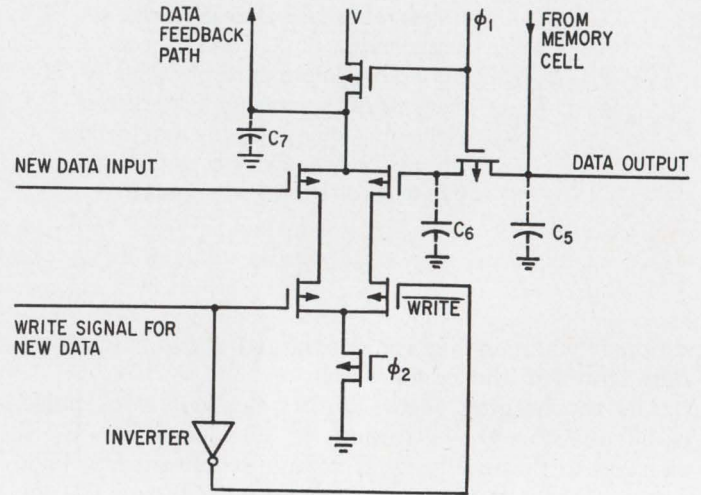 DATA
FEEDBACK
PATH
V
ϕ1
FROM
MEMORY
CELL
C7
NEW DATA INPUT
DATA OUTPUT
C6
C5
WRITE
WRITE SIGNAL FOR
NEW DATA
ϕ2
INVERTER